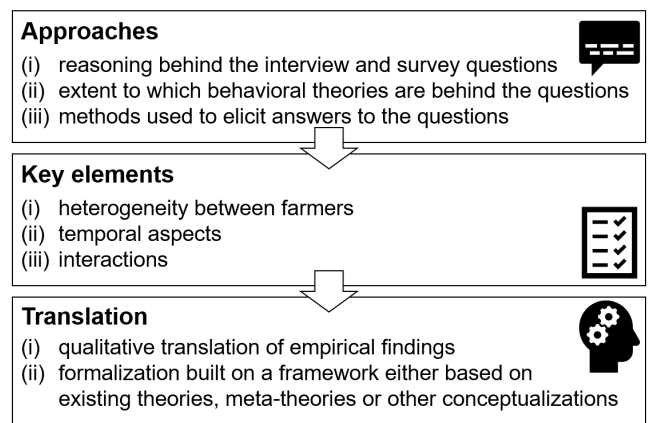 Approaches
(i) reasoning behind the interview and survey questions
(ii) extent to which behavioral theories are behind the questions
(iii) methods used to elicit answers to the questions
Key elements
(i) heterogeneity between farmers
(ii) temporal aspects
(iii) interactions
Translation
(i) qualitative translation of empirical findings
(ii) formalization built on a framework either based on
existing theories, meta-theories or other conceptualizations